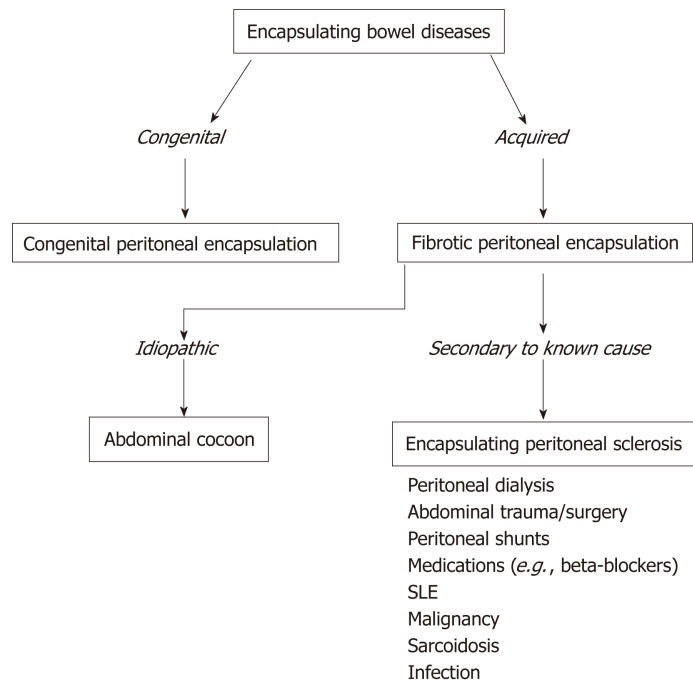 Encapsulating bowel diseases
Congenital
Acquired
Congenital peritoneal encapsulation
Fibrotic peritoneal encapsulation
Idiopathic
Secondary to known cause
Abdominal cocoon
Encapsulating peritoneal sclerosis
Peritoneal dialysis
Abdominal trauma/surgery
Peritoneal shunts
Medications (e.g., beta-blockers)
SLE
Malignancy
Sarcoidosis
Infection